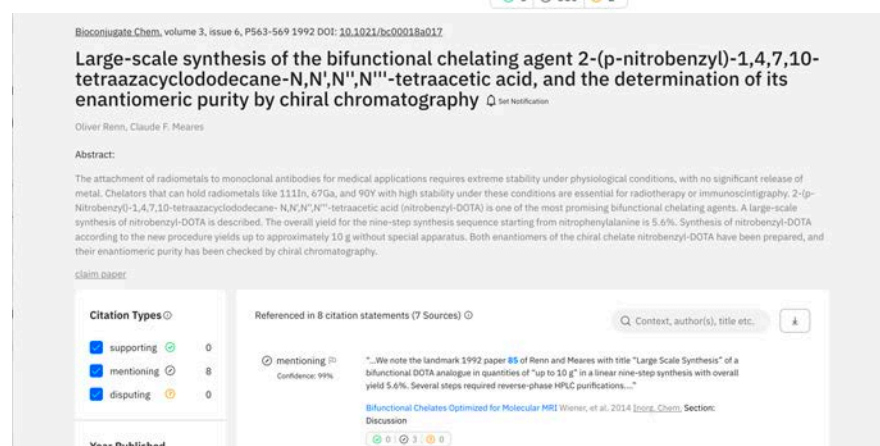 Bioconjugate Chem, volume 3, issue 6, P563-569 1992 DOI: 10.1021/bc00018a017
Large-scale synthesis of the bifunctional chelating agent 2-(p-nitrobenzyl)-1,4,7,10-
tetraazacyclododecane-N,N',N'',N'''-tetraacetic acid, and the determination of its
enantiomeric purity by chiral chromatography Set Notification
Oliver Renn, Claude F. Meares
Abstract:
The attachment of radiometals to monoclonal antibodies for medical applications requires extreme stability under physiological conditions, with no significant release of
metal. Chelators that can hold radiometals like 111In, 67Ga, and 90Y with high stability under these conditions are essential for radiotherapy or immunoscintigraphy. 2-(p-
Nitrobenzyl)-1,4,7,10-tetraazacyclododecane- N,N',N'',N'''-tetraacetic acid (nitrobenzyl-DOTA) is one of the most promising bifunctional chelating agents. A large-scale
synthesis of nitrobenzyl-DOTA is described. The overall yield for the nine-step synthesis sequence starting from nitrophenylalanine is 5.6%. Synthesis of nitrobenzyl-DOTA
according to the new procedure yields up to approximately 10 g without special apparatus. Both enantiomers of the chiral chelate nitrobenzyl-DOTA have been prepared, and
their enantiomeric purity has been checked by chiral chromatography.
claim paper
Citation Types
supporting 0
mentioning 8
disputing 0
Year Published
Referenced in 8 citation statements (7 Sources)
Context, author(s), title etc.
mentioning
Confidence: 99%
"...We note the landmark 1992 paper 85 of Renn and Meares with title "Large Scale Synthesis" of a
bifunctional DOTA analogue in quantities of "up to 10 g" in a linear nine-step synthesis with overall
yield 5.6%. Several steps required reverse-phase HPLC purifications...."
Bifunctional Chelates Optimized for Molecular MRI Wiener, et al. 2014 Inorg. Chem. Section:
Discussion
0 3 0